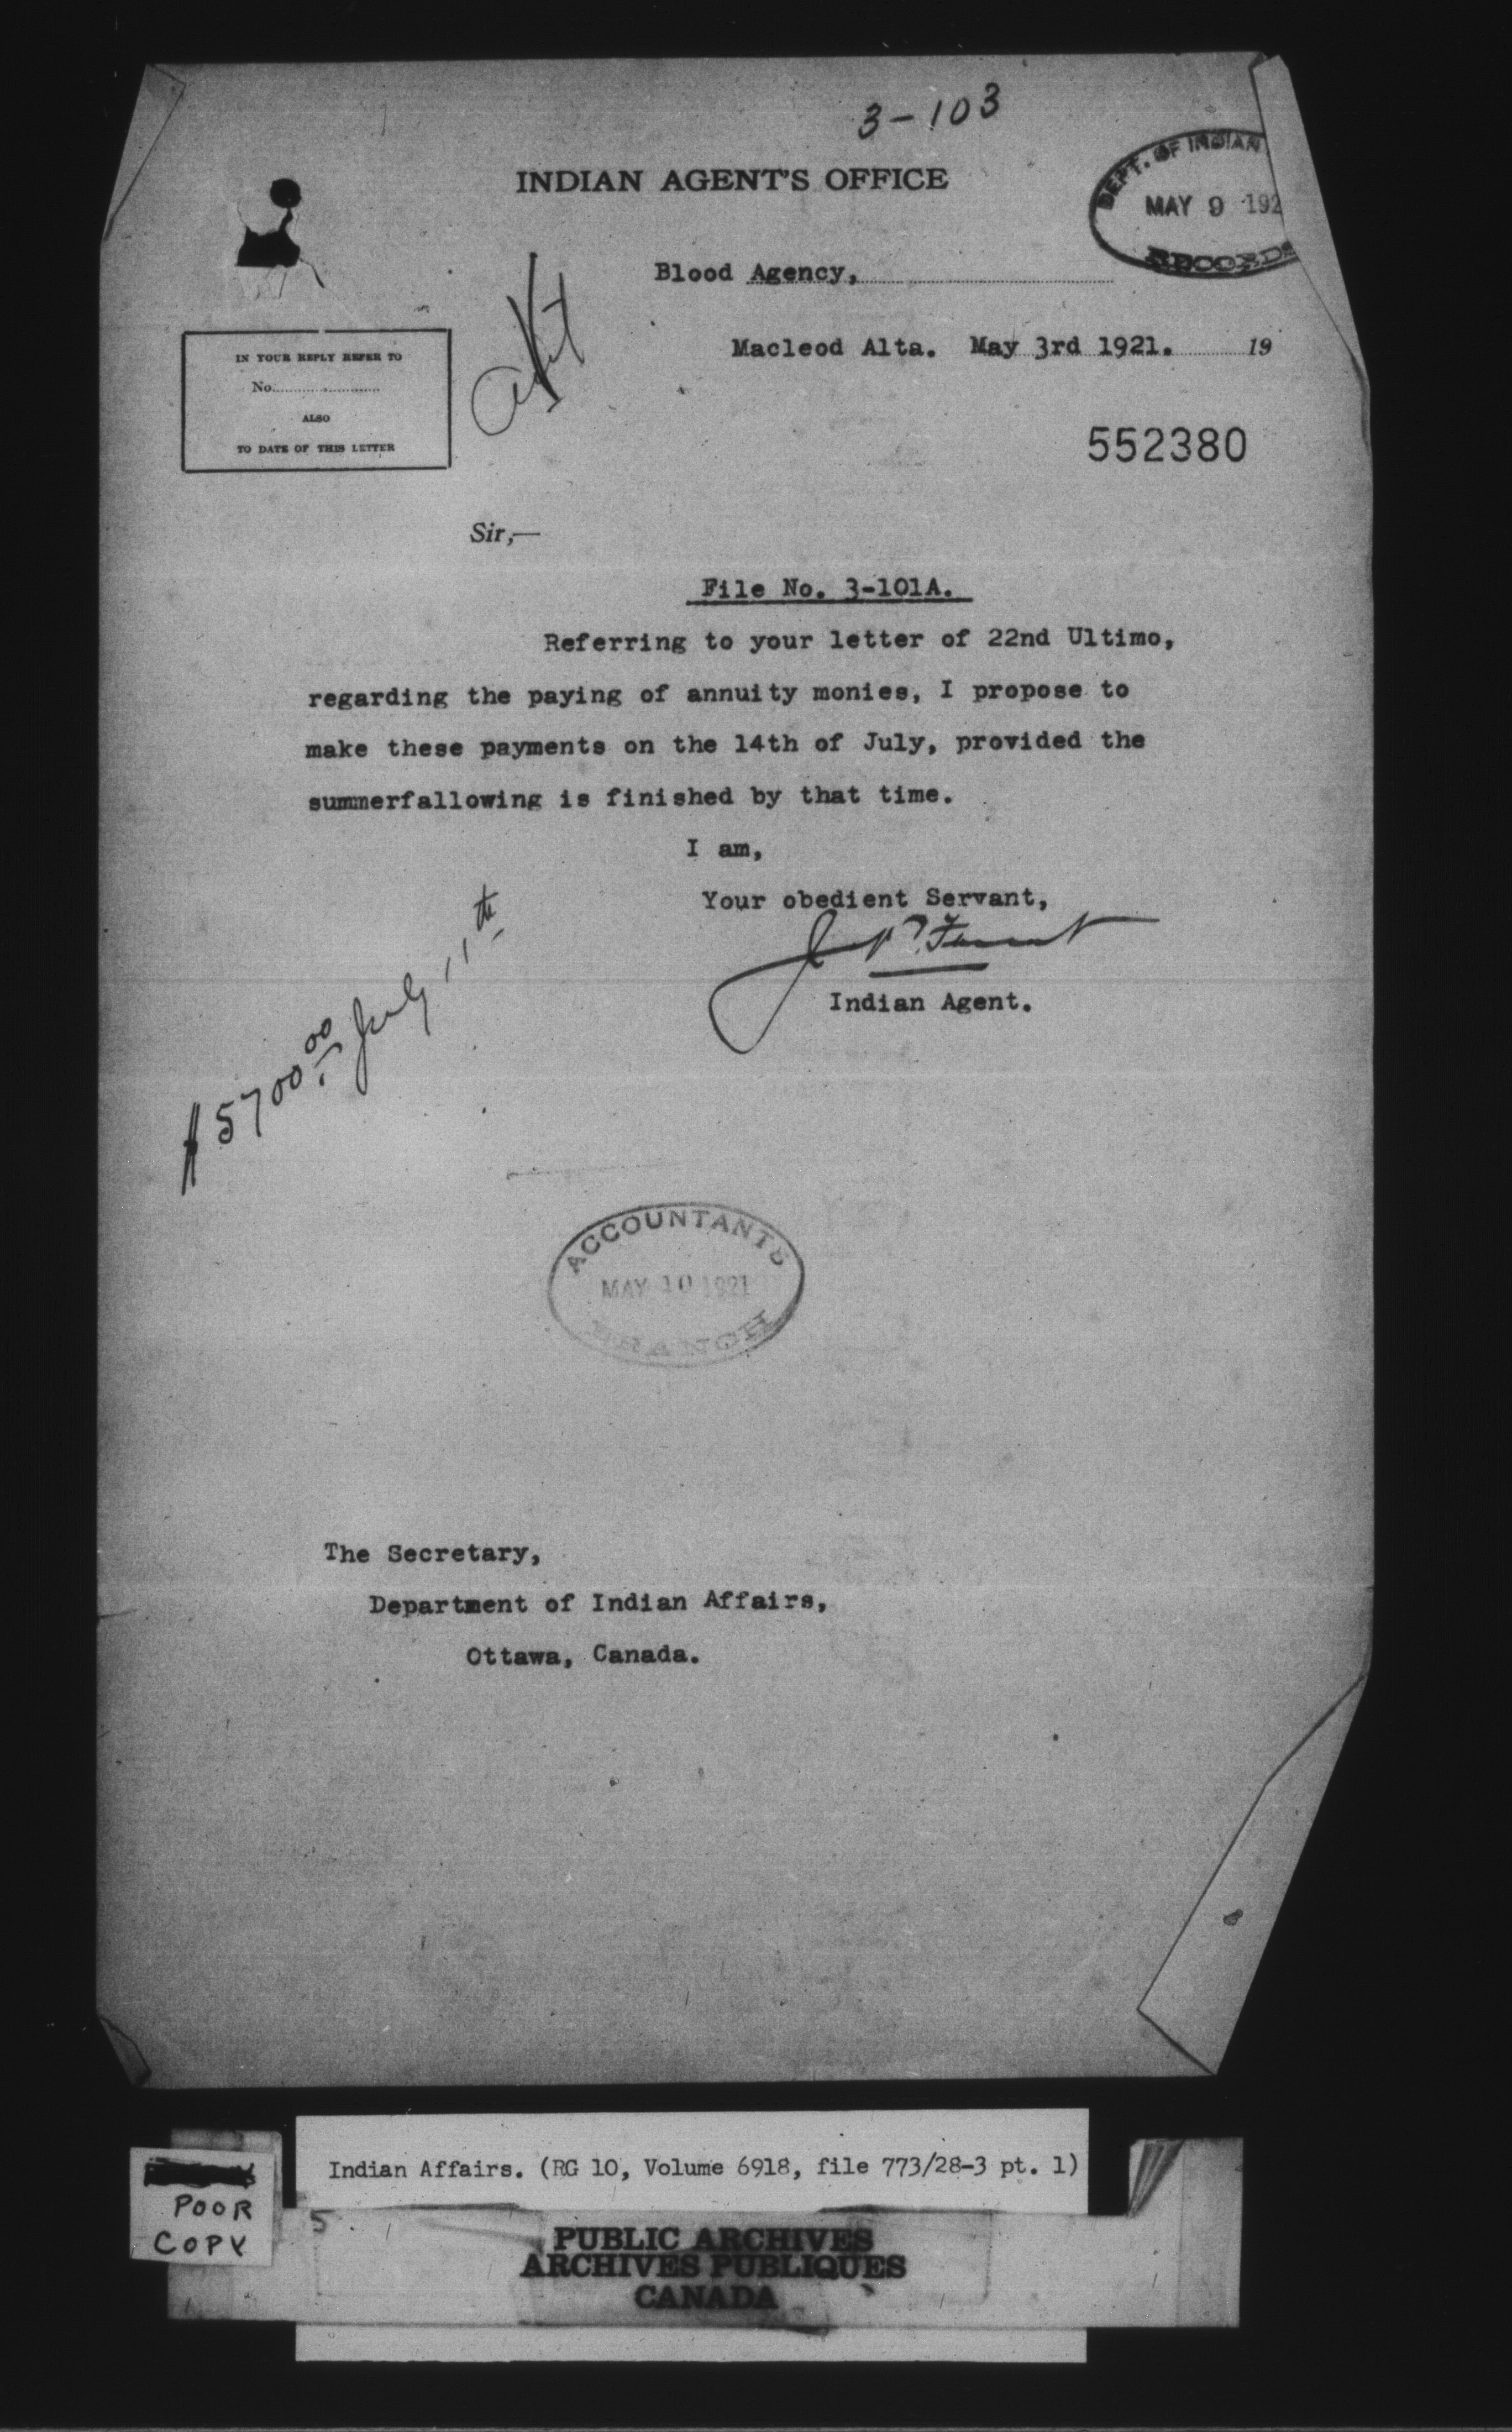 3-103
INDIAN AGENT'S OFFICE
DEPT. OF INDIAN
MAY 9 192
RECORDS
Blood Agency,
Macleod Alta. May 3rd 1921. 19
IN YOUR REPLY REFER TO
No.
ALSO
TO DATE OF THIS LETTER
552380
Sir,—
File No. 3-101A.
Referring to your letter of 22nd Ultimo,
regarding the paying of annuity monies, I propose to
make these payments on the 14th of July, provided the
summerfallowing is finished by that time.
I am,
Your obedient Servant,
Indian Agent.
$5700.00 July 11th
ACCOUNTANTS
MAY 10 1921
BRANCH
The Secretary,
Department of Indian Affairs,
Ottawa, Canada.
Indian Affairs. (RG 10, Volume 6918, file 773/28-3 pt. 1)
POOR
COPY
5
PUBLIC ARCHIVES
ARCHIVES PUBLIQUES
CANADA